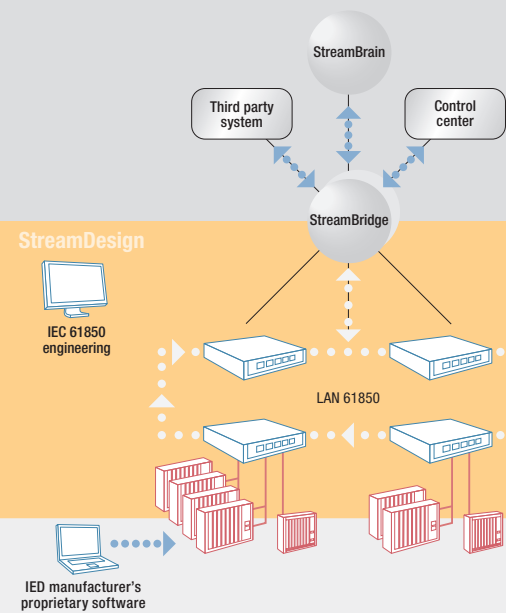 StreamBrain
Third party
system
Control
center
StreamBridge
StreamDesign
IEC 61850
engineering
LAN 61850
IED manufacturer's
proprietary software